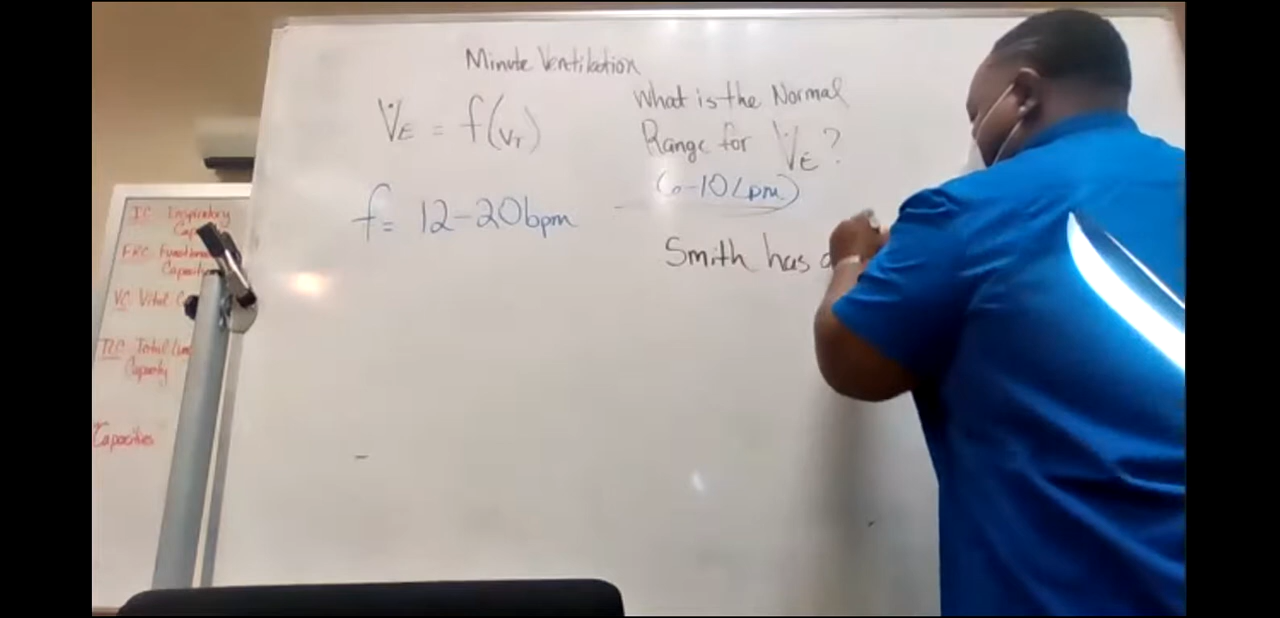 Minute Ventilation
V̇E = f(VT)
f = 12-20bpm
What is the Normal
Range for V̇E?
(6-10Lpm)
Smith has
IC Inspiratory
Capacity
FRC Functional
Capacity
VC Vital
TLC Total
Capacity
Capacities